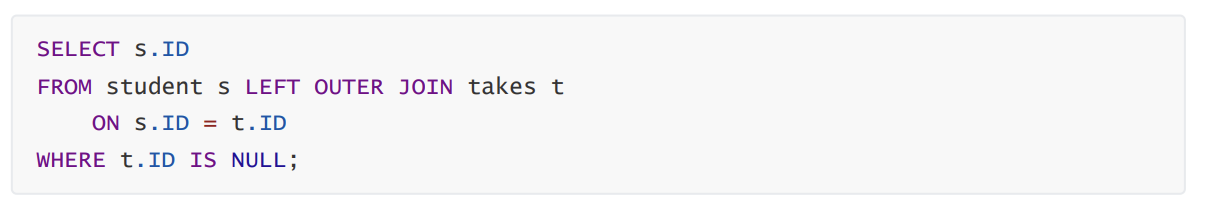 SELECT s.ID
FROM student s LEFT OUTER JOIN takes t
ON s.ID = t.ID
WHERE t.ID IS NULL;